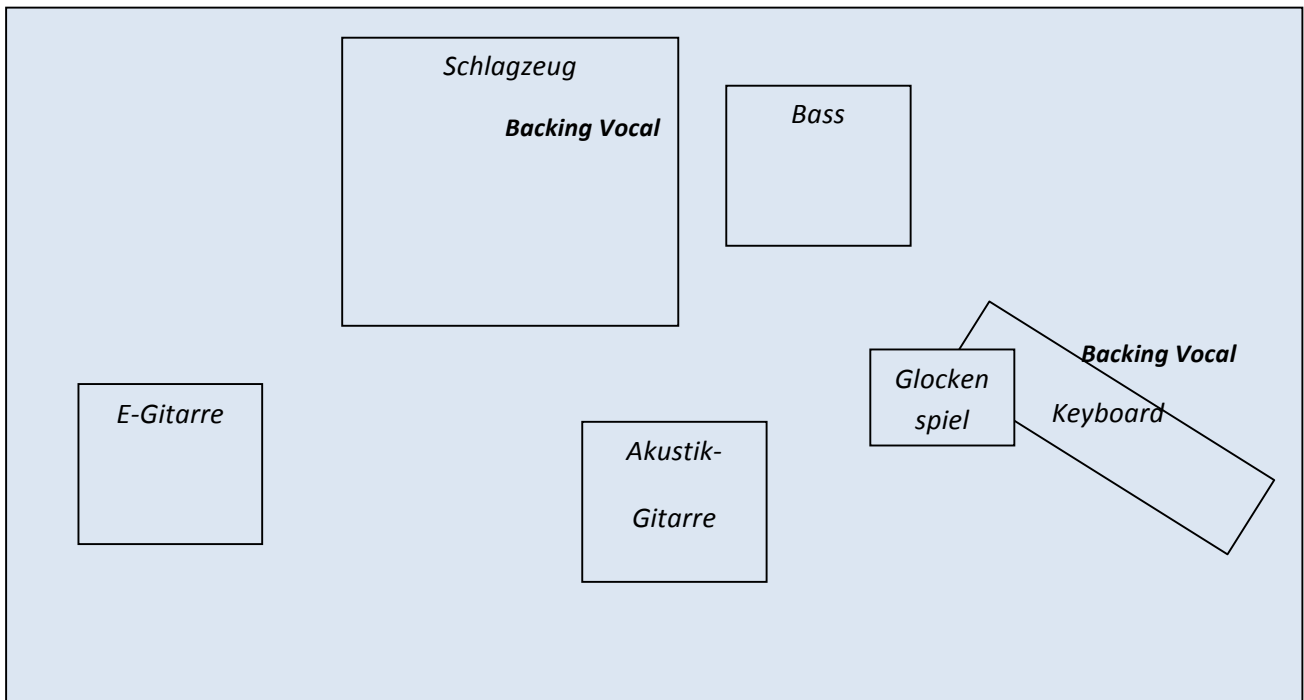 Schlagzeug
Backing Vocal
Bass
Backing Vocal
Glocken
spiel
Keyboard
E-Gitarre
Akustik-
Gitarre